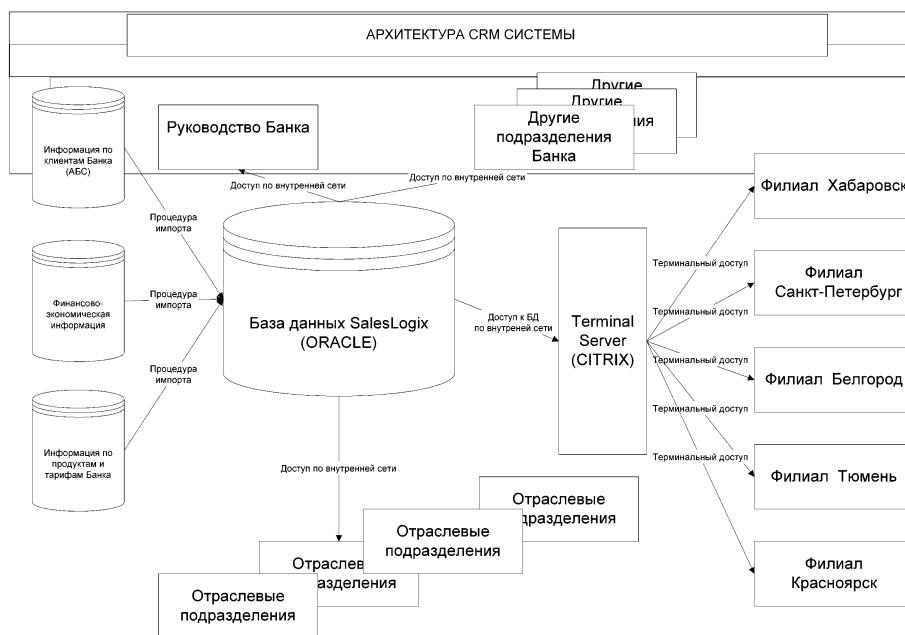 АРХИТЕКТУРА CRM СИСТЕМЫ
Другие
Другие
ния
Другие
подразделения
Банка
Руководство Банка
Информация по
клиентам Банка
(АБС)
Доступ по внутренней сети
Доступ по внутренней сети
Филиал Хабаровск
Процедура
импорта
Терминальный доступ
Филиал
Санкт-Петербург
Финансово-
экономическая
информация
Процедура
импорта
База данных SalesLogix
(ORACLE)
Доступ к БД
по внутреней сети
Terminal
Server
(CITRIX)
Терминальный доступ
Терминальный доступ
Филиал Белгород
Процедура
импорта
Терминальный доступ
Информация по
продуктам и
тарифам Банка
Доступ по внутренней сети
Терминальный доступ
Филиал Тюмень
Отраслевые
подразделения
Отраслевые
подразделения
Отраслевые
разделения
Отраслевые
подразделения
Филиал
Красноярск